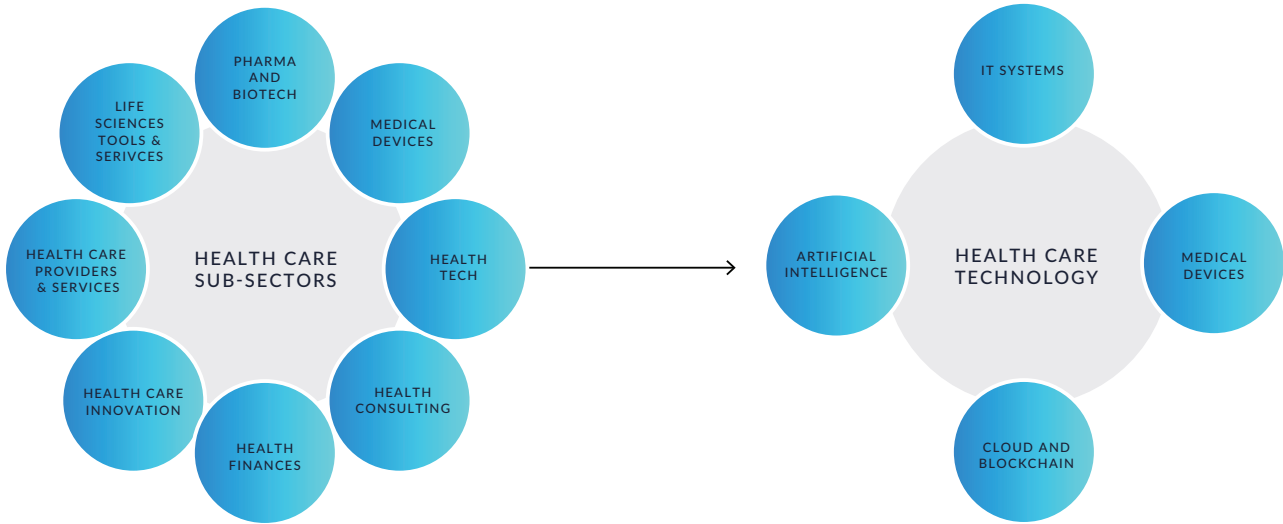 PHARMA
AND
BIOTECH
MEDICAL
DEVICES
HEALTH
TECH
HEALTH
CONSULTING
HEALTH
FINANCES
HEALTH CARE
INNOVATION
HEALTH CARE
PROVIDERS
& SERVICES
LIFE
SCIENCES
TOOLS &
SERIVCES
HEALTH CARE
SUB-SECTORS
IT SYSTEMS
MEDICAL
DEVICES
CLOUD AND
BLOCKCHAIN
ARTIFICIAL
INTELLIGENCE
HEALTH CARE
TECHNOLOGY